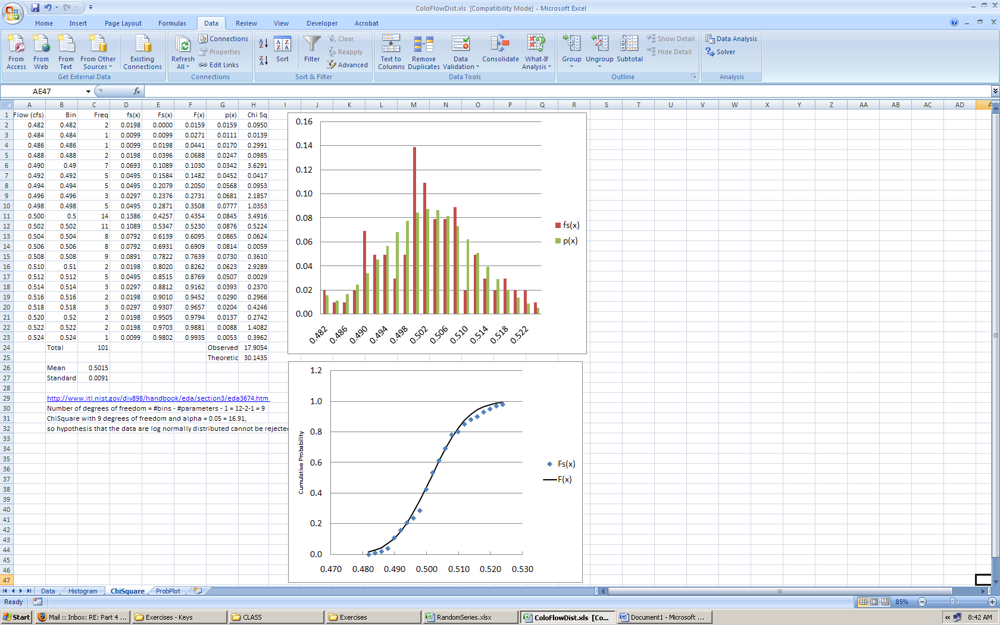 ColoFlowDist.xls [Compatibility Mode] - Microsoft Excel
Home Insert Page Layout Formulas Data Review View Developer Acrobat
From Access From Web From Text From Other Sources Existing Connections
Get External Data
Refresh All Connections Properties Edit Links
Connections
Sort Filter Clear Reapply Advanced
Sort & Filter
Text to Columns Remove Duplicates Data Validation Consolidate What-If Analysis
Data Tools
Group Ungroup Subtotal Show Detail Hide Detail
Outline
Data Analysis Solver
Analysis
AE47 fx
A B C D E F G H I J K L M N O P Q R S T U V W X Y Z AA AB AC AD A
1 Flow (cfs) Bin Freq fs(x) Fs(x) F(x) p(x) Chi Sq
2 0.482 0.482 2 0.0198 0.0000 0.0159 0.0159 0.0950
3 0.484 0.484 1 0.0099 0.0099 0.0271 0.0111 0.0139
4 0.486 0.486 1 0.0099 0.0198 0.0441 0.0170 0.2991
5 0.488 0.488 2 0.0198 0.0396 0.0688 0.0247 0.0985
6 0.490 0.49 7 0.0693 0.1089 0.1030 0.0342 3.6291
7 0.492 0.492 5 0.0495 0.1584 0.1482 0.0452 0.0417
8 0.494 0.494 5 0.0495 0.2079 0.2050 0.0568 0.0953
9 0.496 0.496 3 0.0297 0.2376 0.2731 0.0681 2.1857
10 0.498 0.498 5 0.0495 0.2871 0.3508 0.0777 1.0353
11 0.500 0.5 14 0.1386 0.4257 0.4354 0.0845 3.4916
12 0.502 0.502 11 0.1089 0.5347 0.5230 0.0876 0.5224
13 0.504 0.504 8 0.0792 0.6139 0.6095 0.0865 0.0624
14 0.506 0.506 8 0.0792 0.6931 0.6909 0.0814 0.0059
15 0.508 0.508 9 0.0891 0.7822 0.7639 0.0730 0.3610
16 0.510 0.51 2 0.0198 0.8020 0.8262 0.0623 2.9289
17 0.512 0.512 5 0.0495 0.8515 0.8769 0.0507 0.0029
18 0.514 0.514 3 0.0297 0.8812 0.9162 0.0393 0.2370
19 0.516 0.516 2 0.0198 0.9010 0.9452 0.0290 0.2966
20 0.518 0.518 3 0.0297 0.9307 0.9657 0.0204 0.4246
21 0.520 0.52 2 0.0198 0.9505 0.9794 0.0137 0.2742
22 0.522 0.522 2 0.0198 0.9703 0.9881 0.0088 1.4082
23 0.524 0.524 1 0.0099 0.9802 0.9935 0.0053 0.3962
24 Total 101 Observed 17.9054
25 Theoretic 30.1435
26 Mean 0.5015
27 Standard 0.0091
28
29 http://www.itl.nist.gov/div898/handbook/eda/section3/eda3674.htm
30 Number of degrees of freedom = #bins - #parameters - 1 = 12-2-1 = 9
31 ChiSquare with 9 degrees of freedom and alpha = 0.05 = 16.91,
32 so hypothesis that the data are log normally distributed cannot be rejected
33
34
35
36
37
38
39
40
41
42
43
44
45
46
47
0.16
0.14
0.12
0.10
0.08
0.06
0.04
0.02
0.00
0.482 0.486 0.490 0.494 0.498 0.502 0.506 0.510 0.514 0.518 0.522
fs(x)
p(x)
1.2
1.0
0.8
0.6
0.4
0.2
0.0
Cumulative Probability
0.470 0.480 0.490 0.500 0.510 0.520 0.530
Fs(x)
F(x)
Data Histogram ChiSquare ProbPlot
Ready 85%
Start Mail :: Inbox: RE: Part 4 ... Exercises - Keys CLASS Exercises RandomSeries.xlsx ColoFlowDist.xls [Co... Document1 - Microsoft ... 8:42 AM